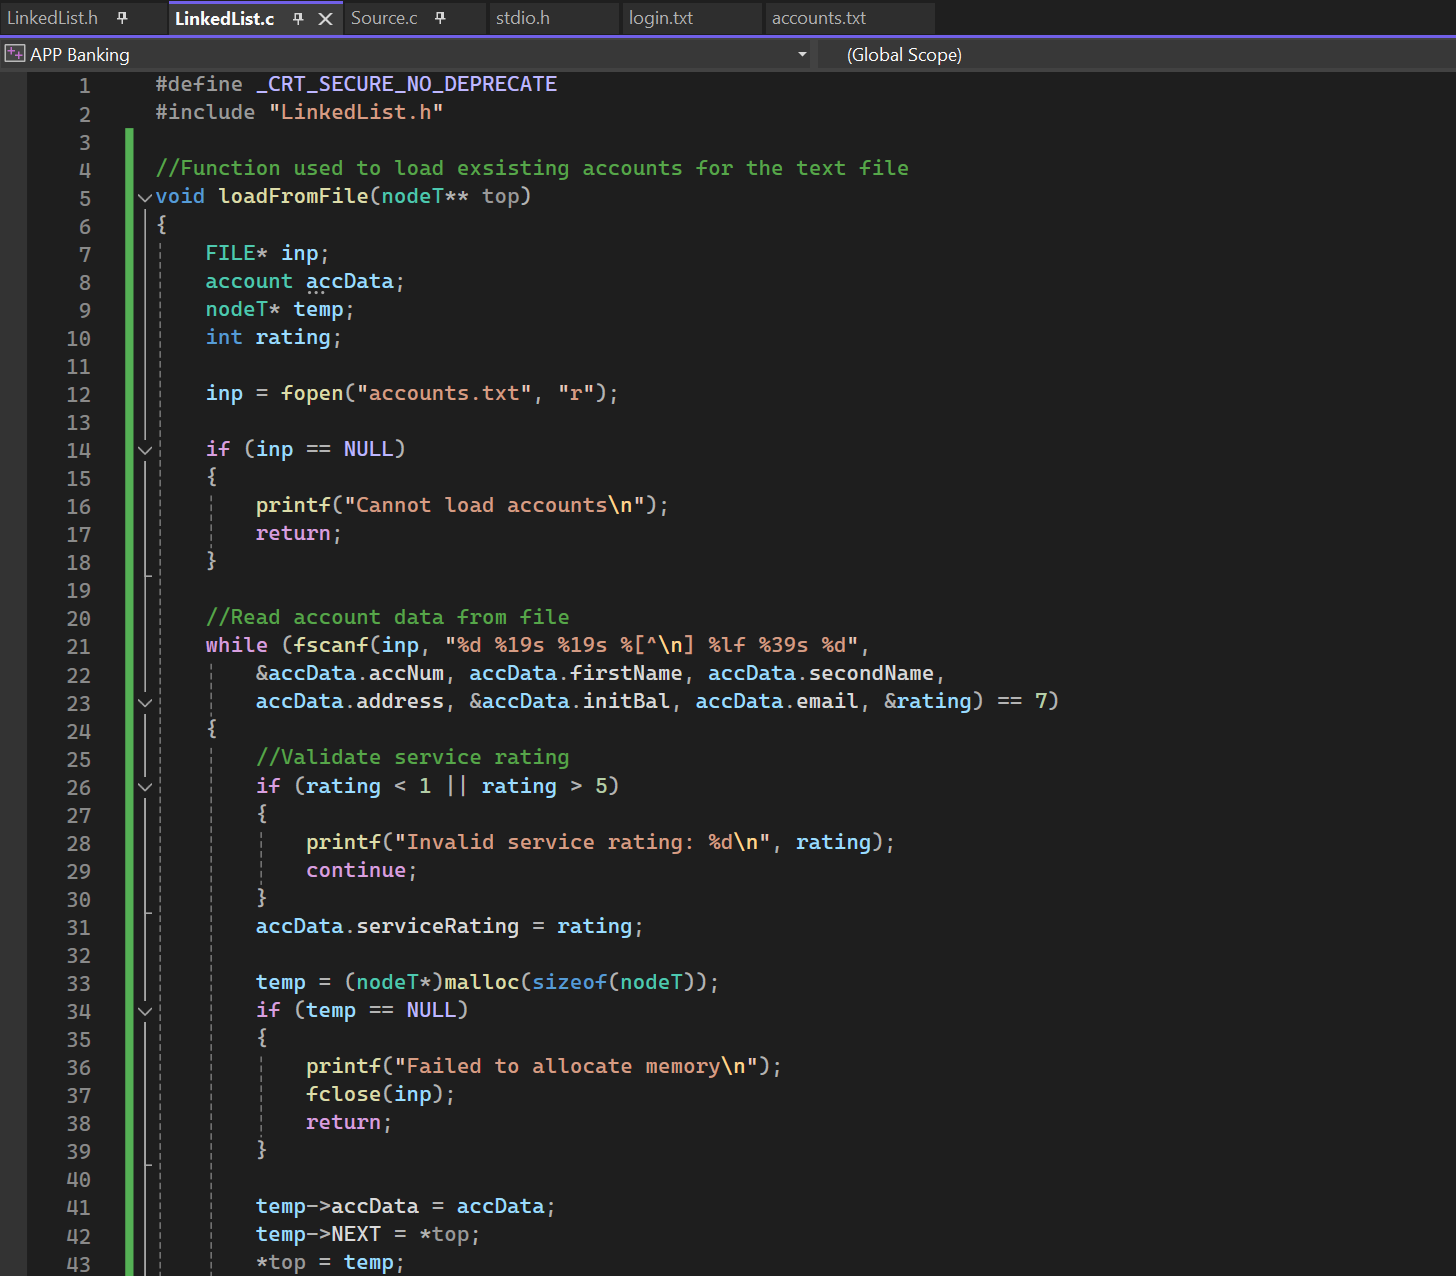 LinkedList.h LinkedList.c Source.c stdio.h login.txt accounts.txt
APP Banking (Global Scope)
1 #define _CRT_SECURE_NO_DEPRECATE
2 #include "LinkedList.h"
3
4 //Function used to load exsisting accounts for the text file
5 void loadFromFile(nodeT** top)
6 {
7 FILE* inp;
8 account accData;
9 nodeT* temp;
10 int rating;
11
12 inp = fopen("accounts.txt", "r");
13
14 if (inp == NULL)
15 {
16 printf("Cannot load accounts\n");
17 return;
18 }
19
20 //Read account data from file
21 while (fscanf(inp, "%d %19s %19s %[^\n] %lf %39s %d",
22 &accData.accNum, accData.firstName, accData.secondName,
23 accData.address, &accData.initBal, accData.email, &rating) == 7)
24 {
25 //Validate service rating
26 if (rating < 1 || rating > 5)
27 {
28 printf("Invalid service rating: %d\n", rating);
29 continue;
30 }
31 accData.serviceRating = rating;
32
33 temp = (nodeT*)malloc(sizeof(nodeT));
34 if (temp == NULL)
35 {
36 printf("Failed to allocate memory\n");
37 fclose(inp);
38 return;
39 }
40
41 temp->accData = accData;
42 temp->NEXT = *top;
43 *top = temp;